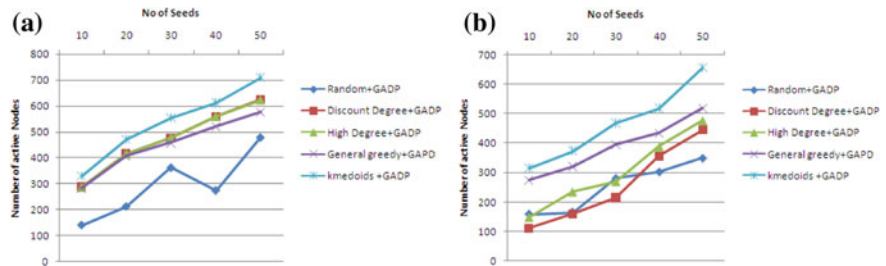 (a)
No of Seeds
10 20 30 40 50
800
700
600
500
400
300
200
100
0
Number of active Nodes
Random+GADP
Discount Degree+GADP
High Degree+GADP
General greedy+GAPD
kmedoids +GADP
(b)
No of Seeds
10 20 30 40 50
700
600
500
400
300
200
100
0
Number of active Nodes
Random+GADP
Discount Degree+GADP
High Degree+GADP
General greedy+GAPD
kmedoids +GADP